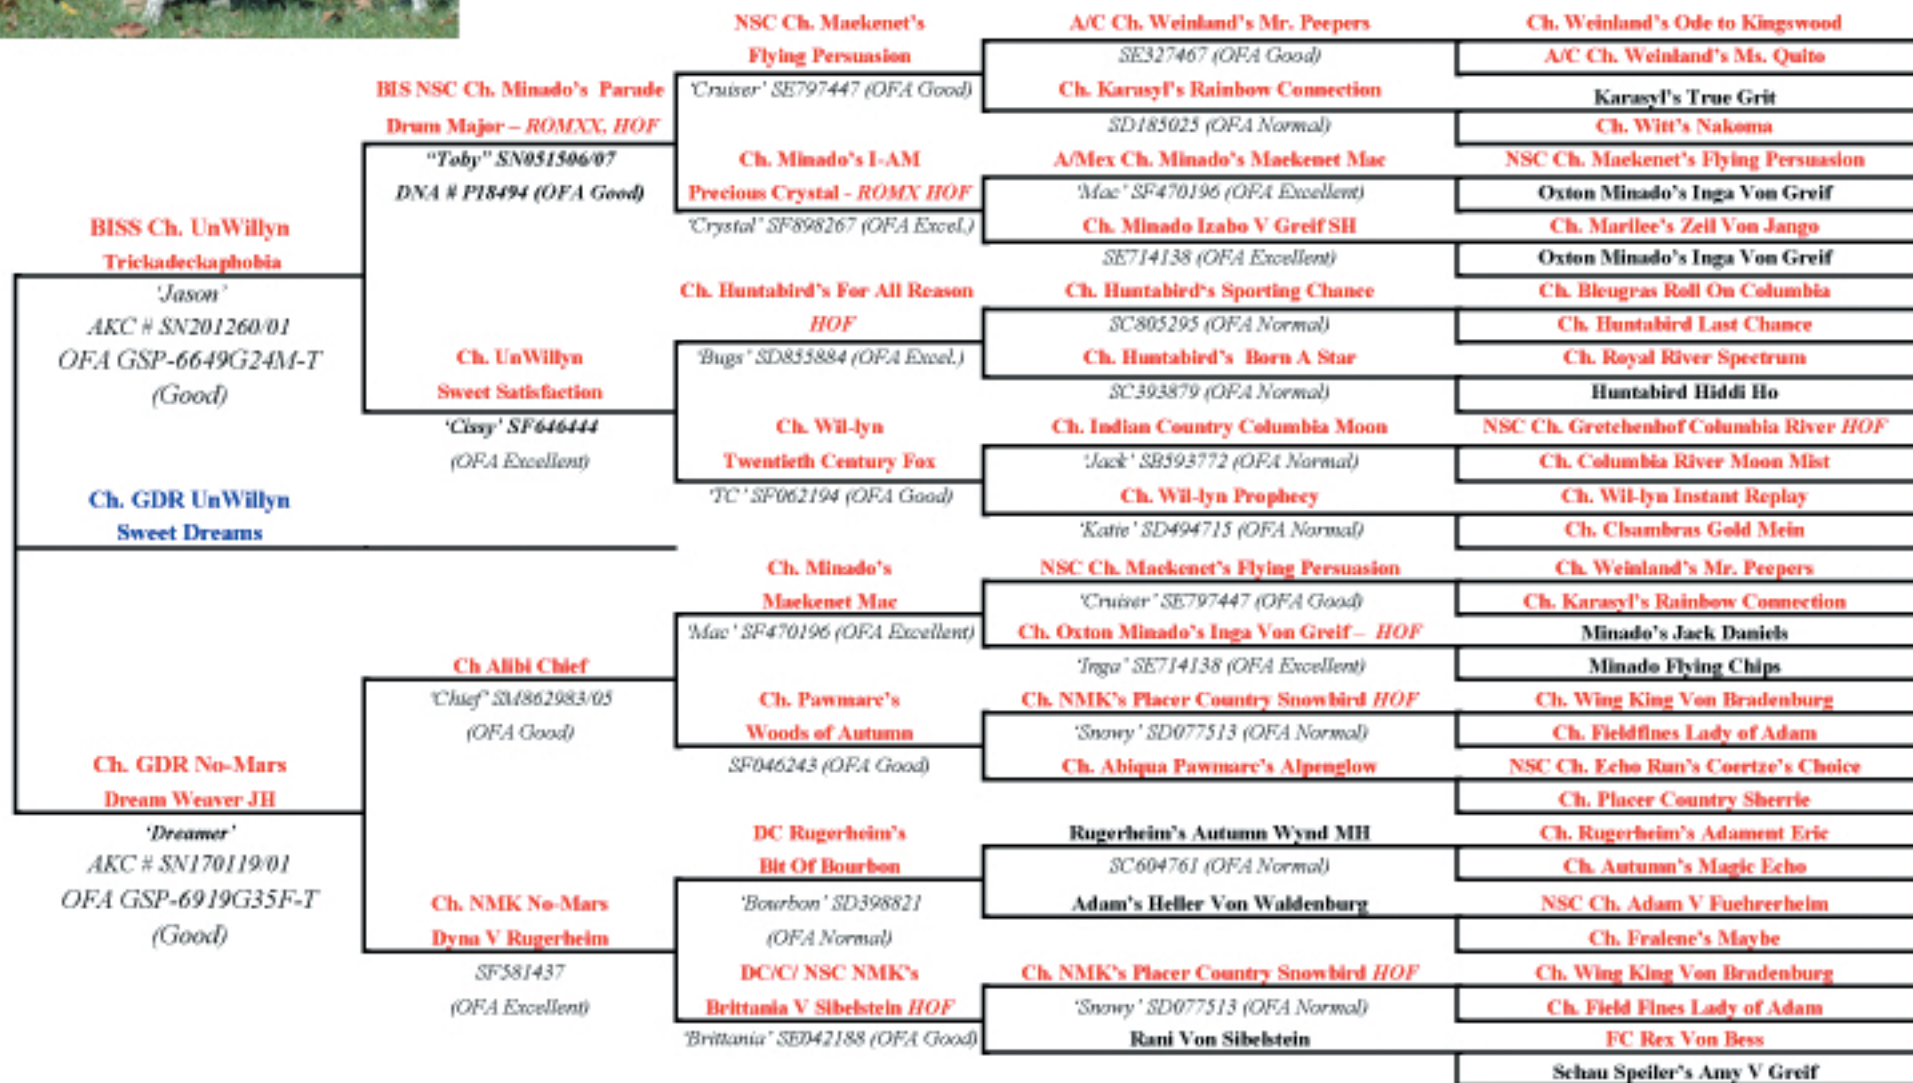 BISS Ch. UnWillyn
Trickadeckaphobia
'Jason'
AKC # SN201260/01
OFA GSP-6649G24M-T
(Good)
Ch. GDR UnWillyn
Sweet Dreams
Ch. GDR No-Mars
Dream Weaver JH
'Dreamer'
AKC # SN170119/01
OFA GSP-6919G35F-T
(Good)
BIS NSC Ch. Minado's Parade
Drum Major – ROMXX, HOF
"Toby" SN051506/07
DNA # P18494 (OFA Good)
Ch. UnWillyn
Sweet Satisfaction
'Cissy' SF646444
(OFA Excellent)
Ch Alibi Chief
'Chief' SM862983/05
(OFA Good)
Ch. NMK No-Mars
Dyna V Rugerheim
SF581437
(OFA Excellent)
NSC Ch. Maekenet's
Flying Persuasion
'Cruiser' SE797447 (OFA Good)
Ch. Minado's I-AM
Precious Crystal - ROMX HOF
'Crystal' SF898267 (OFA Excel.)
Ch. Huntabird's For All Reason
HOF
'Bugs' SD855884 (OFA Excel.)
Ch. Wil-lyn
Twentieth Century Fox
'TC' SF062194 (OFA Good)
Ch. Minado's
Maekenet Mac
'Mac' SF470196 (OFA Excellent)
Ch. Pawmarc's
Woods of Autumn
SF046243 (OFA Good)
DC Rugerheim's
Bit Of Bourbon
'Bourbon' SD398821
(OFA Normal)
DC/C/ NSC NMK's
Brittania V Sibelstein HOF
'Brittania' SE042188 (OFA Good)
A/C Ch. Weinland's Mr. Peepers
SE327467 (OFA Good)
Ch. Karasyl's Rainbow Connection
SD185025 (OFA Normal)
A/Mex Ch. Minado's Maekenet Mac
'Mac' SF470196 (OFA Excellent)
Ch. Minado Izabo V Greif SH
SE714138 (OFA Excellent)
Ch. Huntabird's Sporting Chance
SC805295 (OFA Normal)
Ch. Huntabird's Born A Star
SC393879 (OFA Normal)
Ch. Indian Country Columbia Moon
'Jack' SB593772 (OFA Normal)
Ch. Wil-lyn Prophecy
'Katie' SD494715 (OFA Normal)
NSC Ch. Maekenet's Flying Persuasion
'Cruiser' SE797447 (OFA Good)
Ch. Oxton Minado's Inga Von Greif – HOF
'Inga' SE714138 (OFA Excellent)
Ch. NMK's Placer Country Snowbird HOF
'Snowy' SD077513 (OFA Normal)
Ch. Abiqua Pawmarc's Alpenglow
Rugerheim's Autumn Wynd MH
SC604761 (OFA Normal)
Adam's Heller Von Waldenburg
Ch. NMK's Placer Country Snowbird HOF
'Snowy' SD077513 (OFA Normal)
Rani Von Sibelstein
Ch. Weinland's Ode to Kingswood
A/C Ch. Weinland's Ms. Quito
Karasyl's True Grit
Ch. Witt's Nakoma
NSC Ch. Maekenet's Flying Persuasion
Oxton Minado's Inga Von Greif
Ch. Marilee's Zeil Von Jango
Oxton Minado's Inga Von Greif
Ch. Bleugras Roll On Columbia
Ch. Huntabird Last Chance
Ch. Royal River Spectrum
Huntabird Hiddi Ho
NSC Ch. Gretchenhof Columbia River HOF
Ch. Columbia River Moon Mist
Ch. Wil-lyn Instant Replay
Ch. Clsambras Gold Mein
Ch. Weinland's Mr. Peepers
Ch. Karasyl's Rainbow Connection
Minado's Jack Daniels
Minado Flying Chips
Ch. Wing King Von Bradenburg
Ch. Fieldfines Lady of Adam
NSC Ch. Echo Run's Coertze's Choice
Ch. Placer Country Sherrie
Ch. Rugerheim's Adament Eric
Ch. Autumn's Magic Echo
NSC Ch. Adam V Fuehrerheim
Ch. Fralene's Maybe
Ch. Wing King Von Bradenburg
Ch. Field Fines Lady of Adam
FC Rex Von Bess
Schau Speiler's Amy V Greif